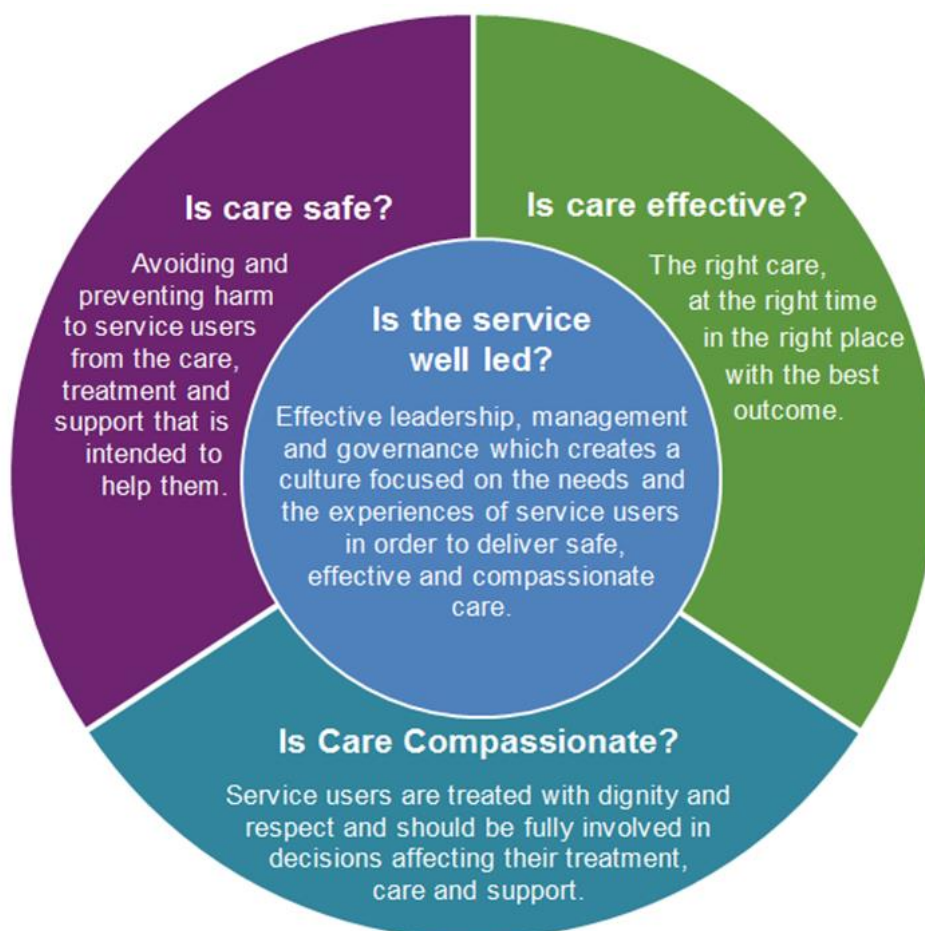 Is care safe?
Avoiding and
preventing harm
to service users
from the care,
treatment and
support that is
intended to
help them.
Is care effective?
The right care,
at the right time
in the right place
with the best
outcome.
Is the service
well led?
Effective leadership, management
and governance which creates a
culture focused on the needs and
the experiences of service users
in order to deliver safe,
effective and compassionate
care.
Is Care Compassionate?
Service users are treated with dignity and
respect and should be fully involved in
decisions affecting their treatment,
care and support.